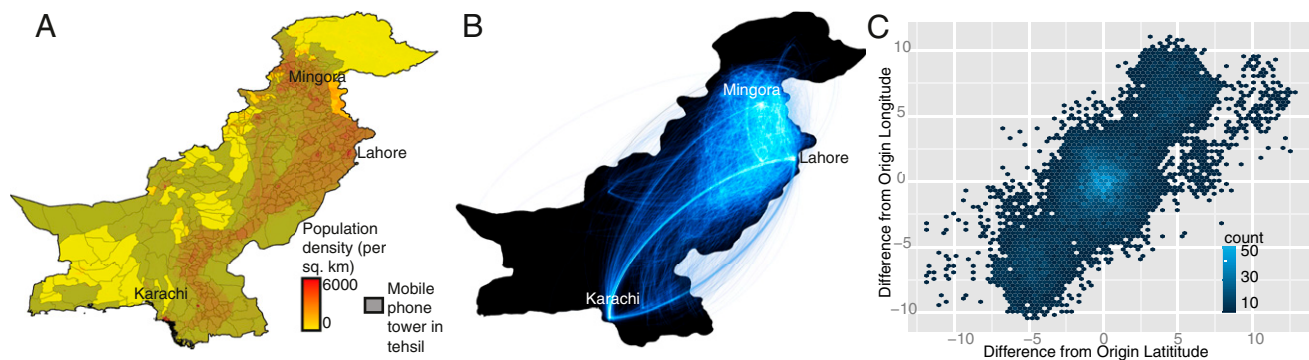 A
Mingora
Lahore
Karachi
Population
density (per
sq. km)
6000
0
Mobile
phone
tower in
tehsil
B
Mingora
Lahore
Karachi
C
Difference from Origin Longitude
10
5
0
−5
−10
count
50
30
10
−10
−5
0
5
10
Difference from Origin Latititude